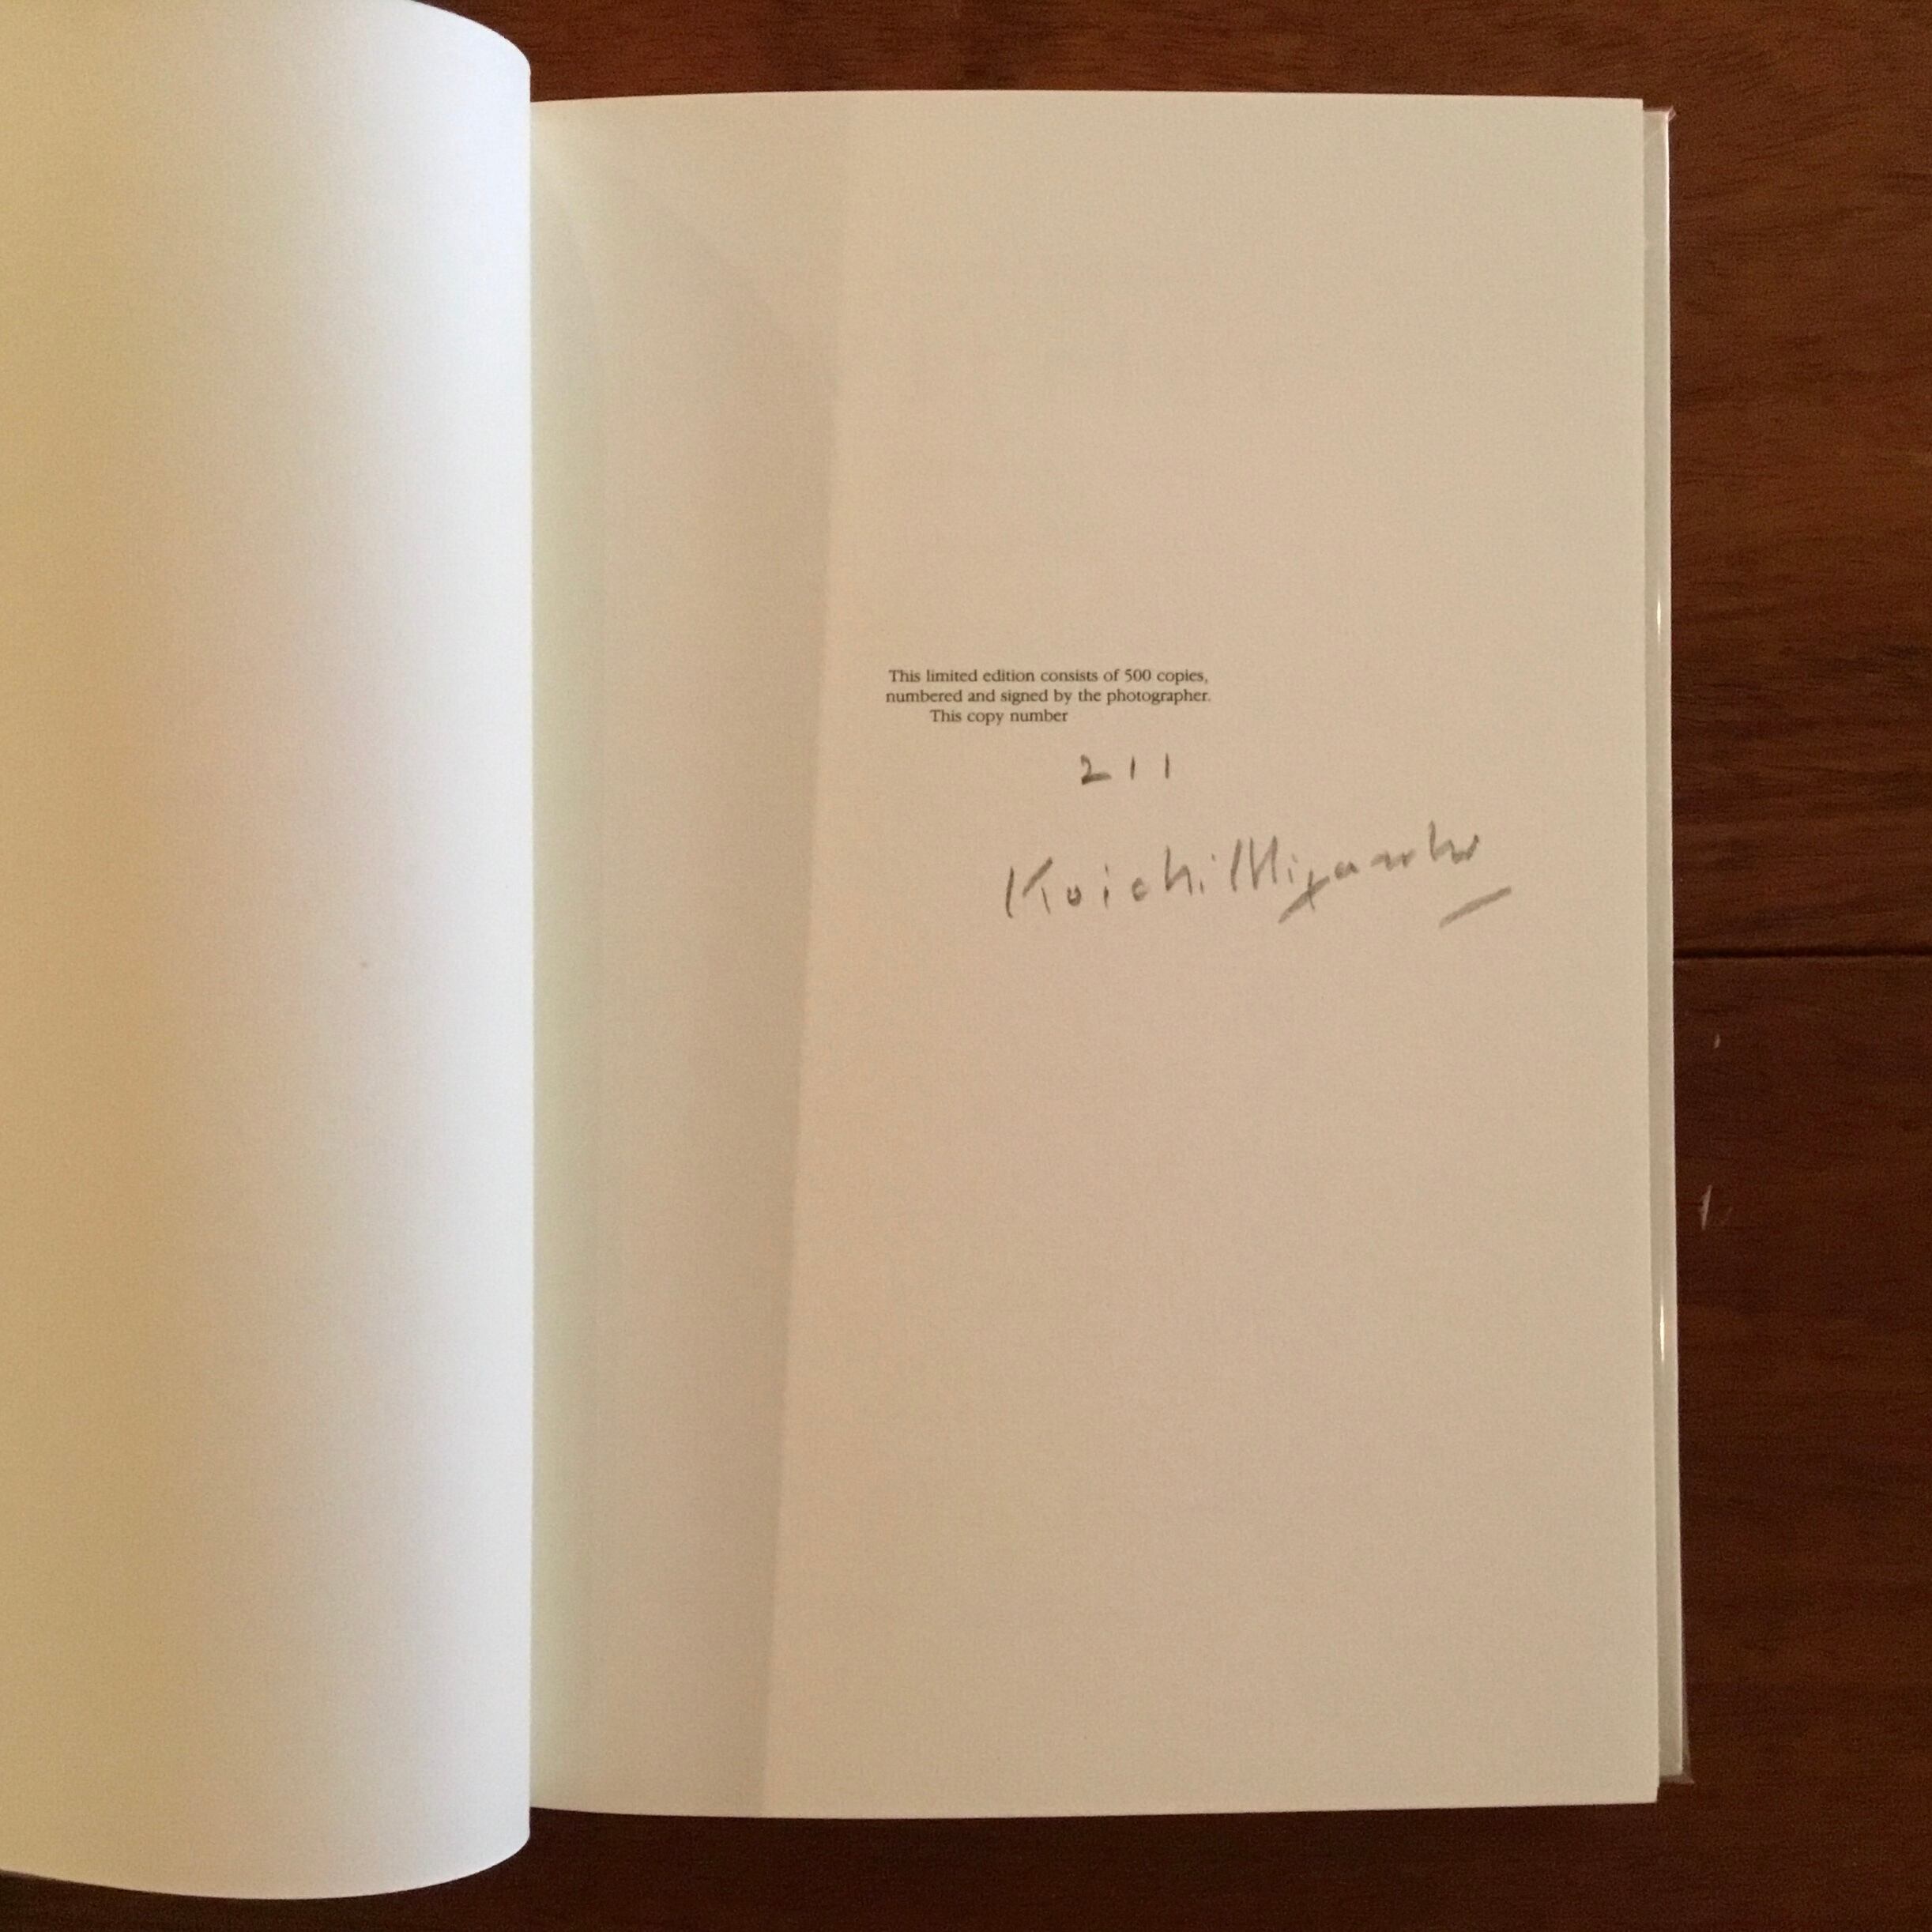 This limited edition consists of 500 copies,
numbered and signed by the photographer.
This copy number
211
Koichi